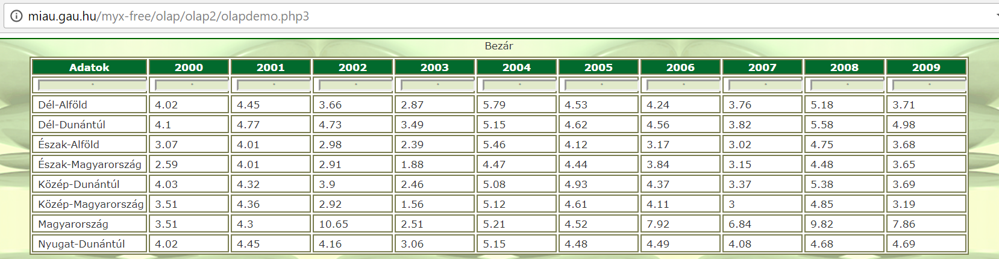 miau.gau.hu/myx-free/olap/olap2/olapdemo.php3
Bezár
Adatok 2000 2001 2002 2003 2004 2005 2006 2007 2008 2009
* * * * * * * * * * *
Dél-Alföld 4.02 4.45 3.66 2.87 5.79 4.53 4.24 3.76 5.18 3.71
Dél-Dunántúl 4.1 4.77 4.73 3.49 5.15 4.62 4.56 3.82 5.58 4.98
Észak-Alföld 3.07 4.01 2.98 2.39 5.46 4.12 3.17 3.02 4.75 3.68
Észak-Magyarország 2.59 4.01 2.91 1.88 4.47 4.44 3.84 3.15 4.48 3.65
Közép-Dunántúl 4.03 4.32 3.9 2.46 5.08 4.93 4.37 3.37 5.38 3.69
Közép-Magyarország 3.51 4.36 2.92 1.56 5.12 4.61 4.11 3 4.85 3.19
Magyarország 3.51 4.3 10.65 2.51 5.21 4.52 7.92 6.84 9.82 7.86
Nyugat-Dunántúl 4.02 4.45 4.16 3.06 5.15 4.48 4.49 4.08 4.68 4.69